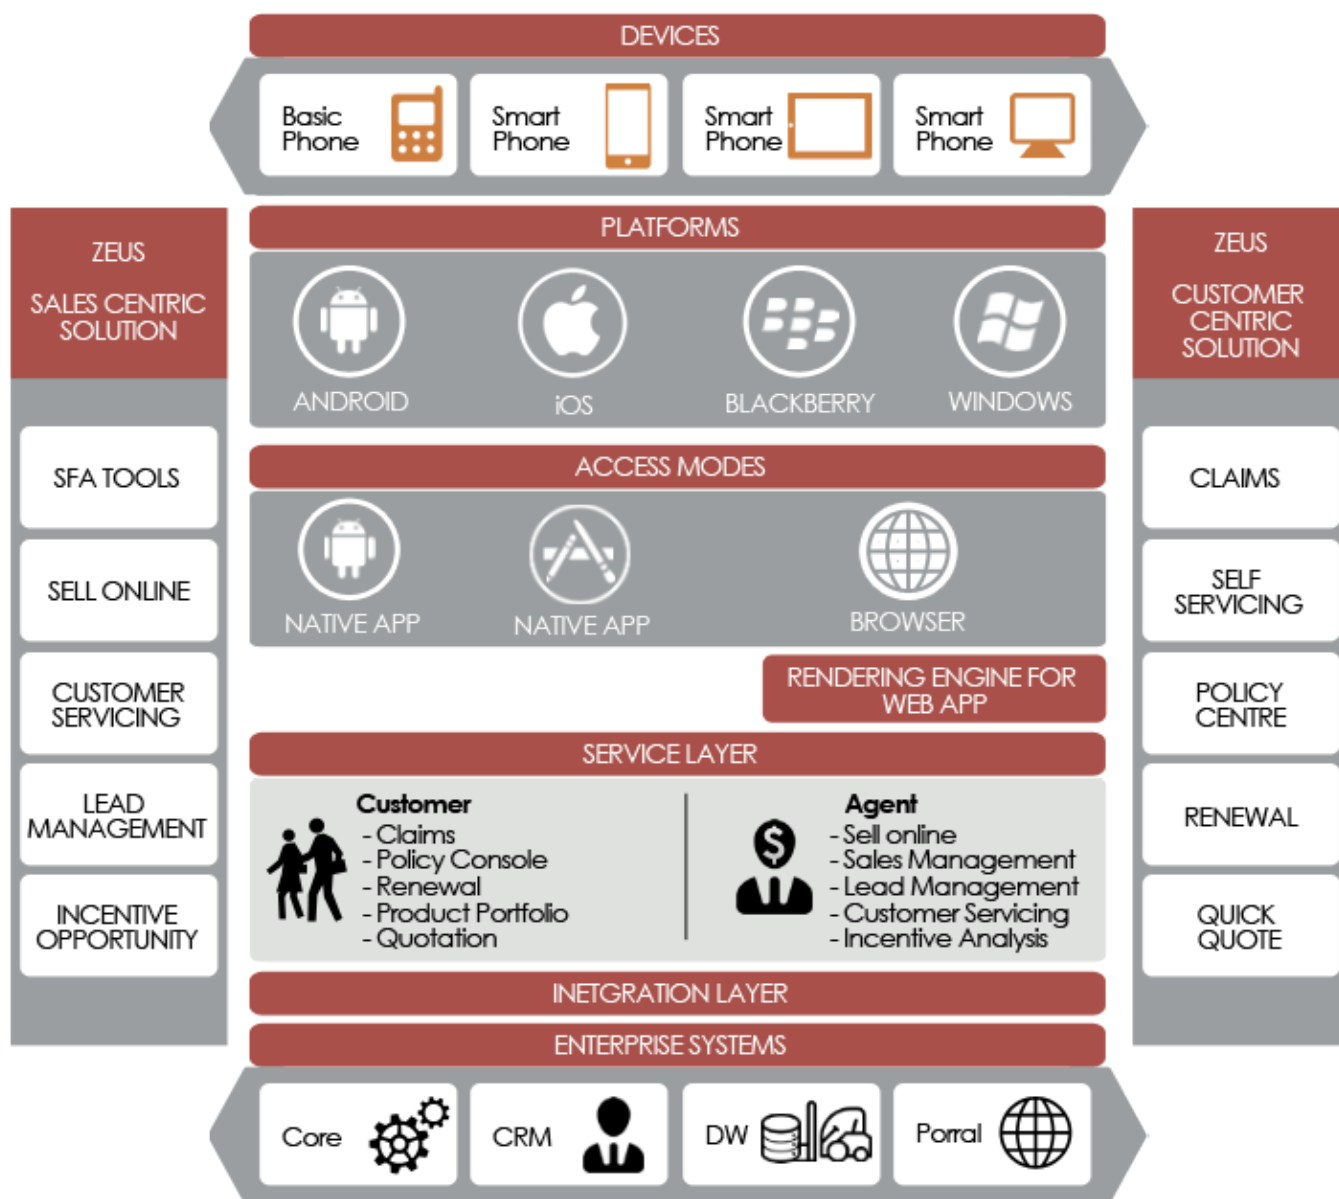 DEVICES
Basic
Phone
Smart
Phone
Smart
Phone
Smart
Phone
ZEUS
SALES CENTRIC
SOLUTION
SFA TOOLS
SELL ONLINE
CUSTOMER
SERVICING
LEAD
MANAGEMENT
INCENTIVE
OPPORTUNITY
PLATFORMS
ANDROID
iOS
BLACKBERRY
WINDOWS
ACCESS MODES
NATIVE APP
NATIVE APP
BROWSER
RENDERING ENGINE FOR
WEB APP
SERVICE LAYER
Customer
- Claims
- Policy Console
- Renewal
- Product Portfolio
- Quotation
$
Agent
- Sell online
- Sales Management
- Lead Management
- Customer Servicing
- Incentive Analysis
INETGRATION LAYER
ENTERPRISE SYSTEMS
Core
CRM
DW
Porral
ZEUS
CUSTOMER
CENTRIC
SOLUTION
CLAIMS
SELF
SERVICING
POLICY
CENTRE
RENEWAL
QUICK
QUOTE